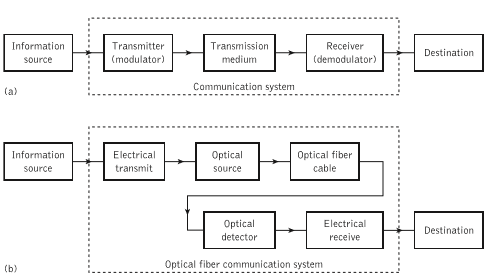 Information
source
Transmitter
(modulator)
Transmission
medium
Receiver
(demodulator)
Destination
Communication system
(a)
Information
source
Electrical
transmit
Optical
source
Optical fiber
cable
Optical
detector
Electrical
receive
Destination
Optical fiber communication system
(b)